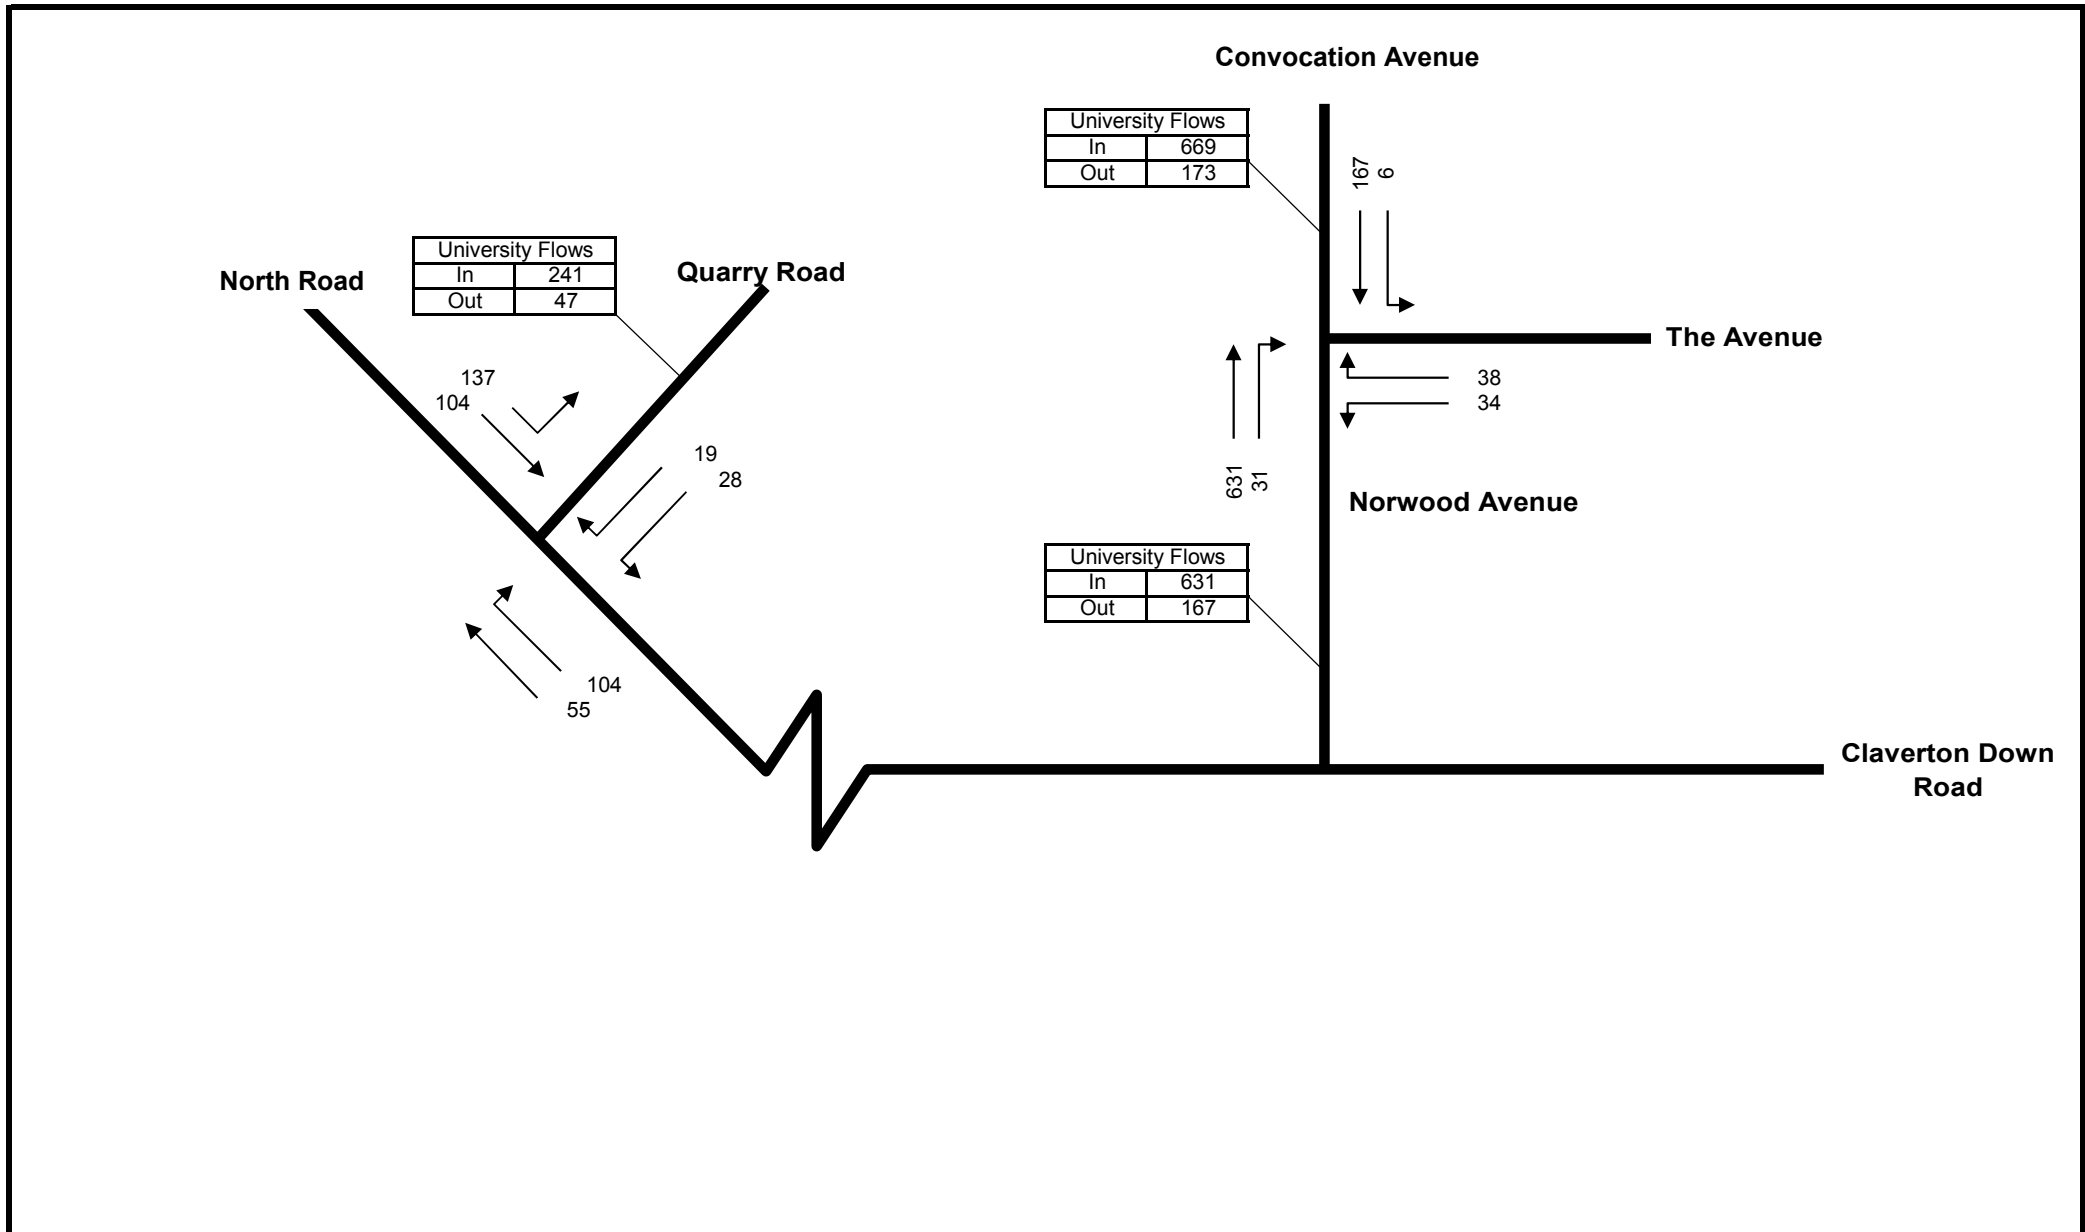 Convocation Avenue
University Flows
In 669
Out 173
167
6
University Flows
In 241
Out 47
North Road
Quarry Road
The Avenue
137
104
38
34
19
28
631
31
Norwood Avenue
University Flows
In 631
Out 167
104
55
Claverton Down
Road